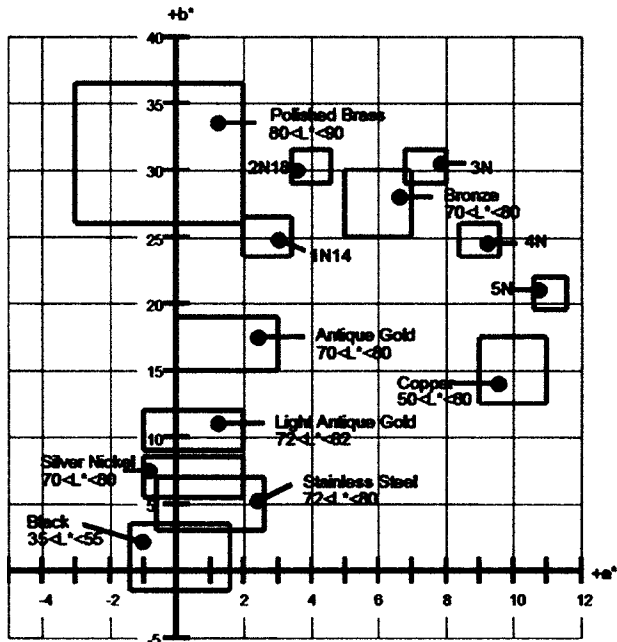 +b*
40
35
Polished Brass
80<L*<90
30
2N18
3N
Bronze
70<L*<80
25
4N
1N14
5N
20
Antique Gold
70<L*<80
15
Copper
50<L*<80
Light Antique Gold
72<L*<82
10
Silver Nickel
70<L*<80
Stainless Steel
72<L*<80
5
Black
35<L*<55
+a*
-4
-2
2
4
6
8
10
12
-5